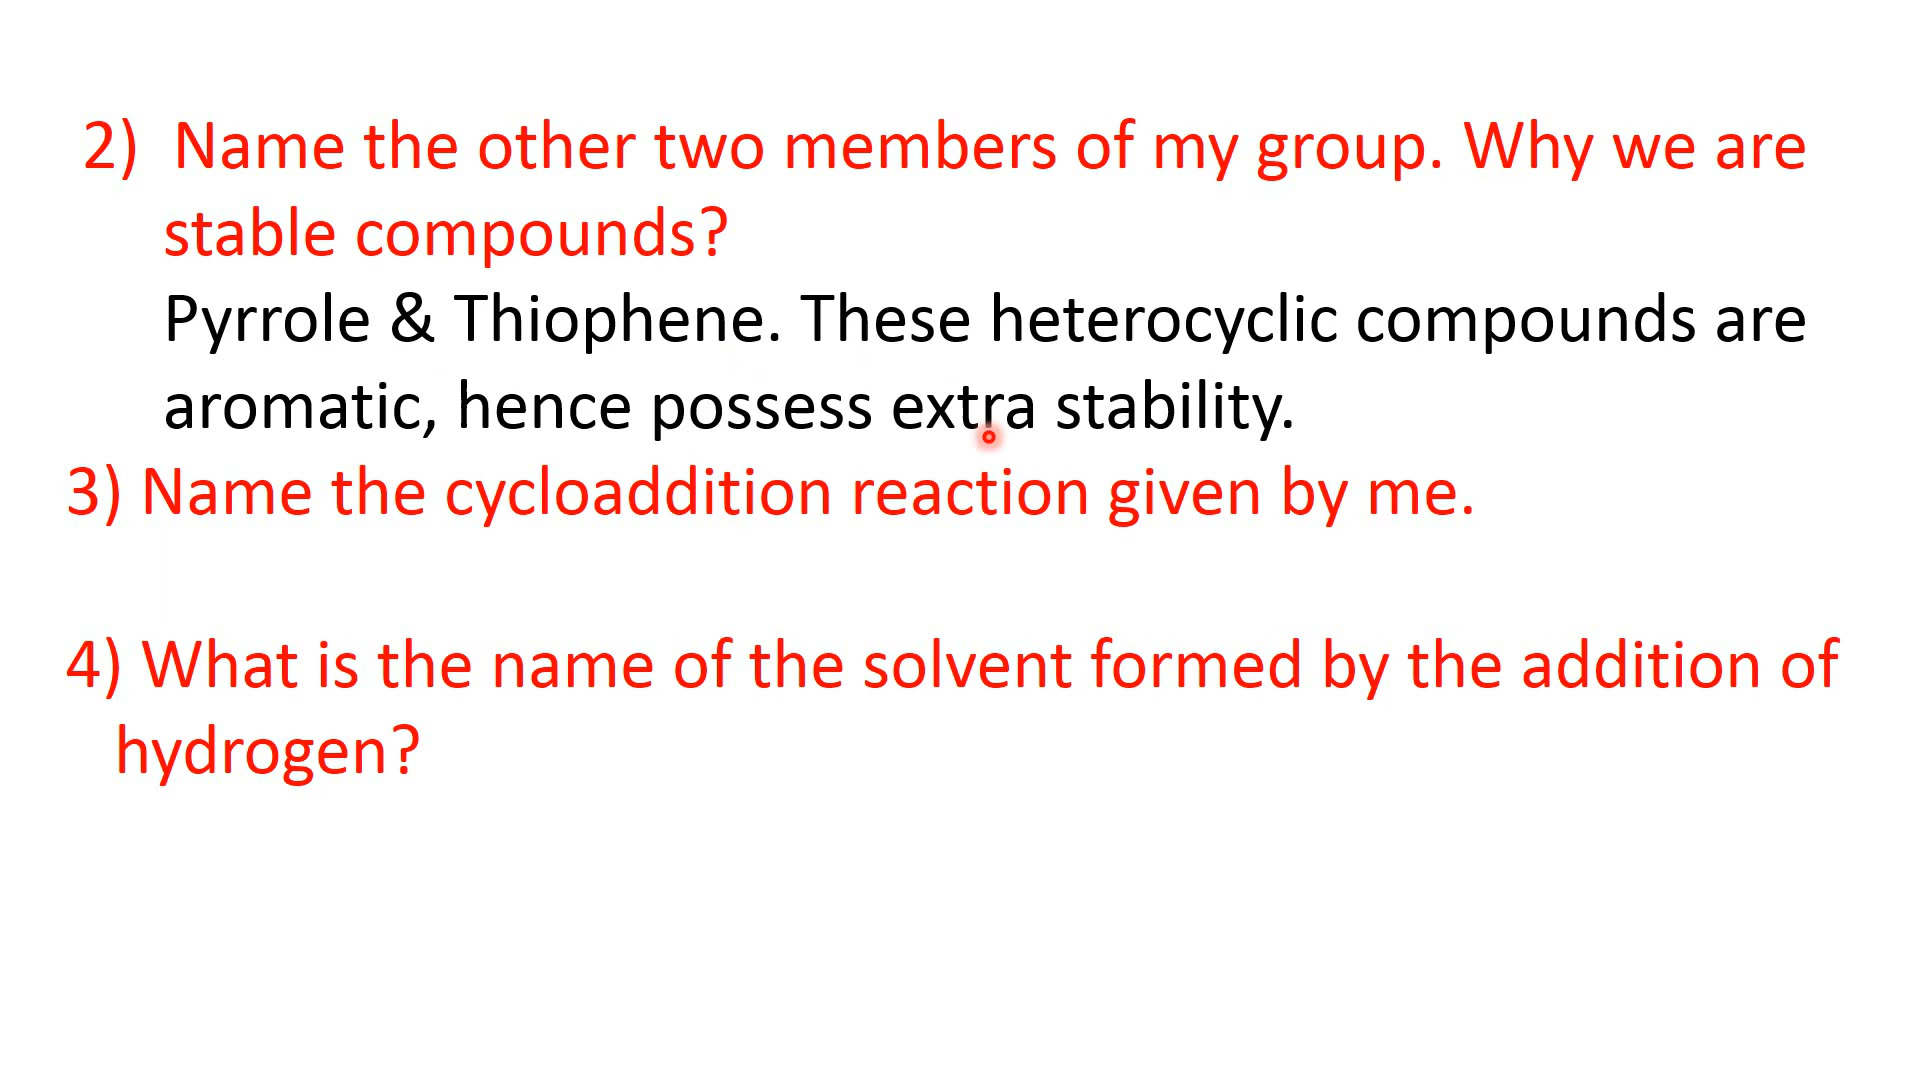 2) Name the other two members of my group. Why we are
stable compounds?
Pyrrole & Thiophene. These heterocyclic compounds are
aromatic, hence possess extra stability.
3) Name the cycloaddition reaction given by me.
4) What is the name of the solvent formed by the addition of
hydrogen?